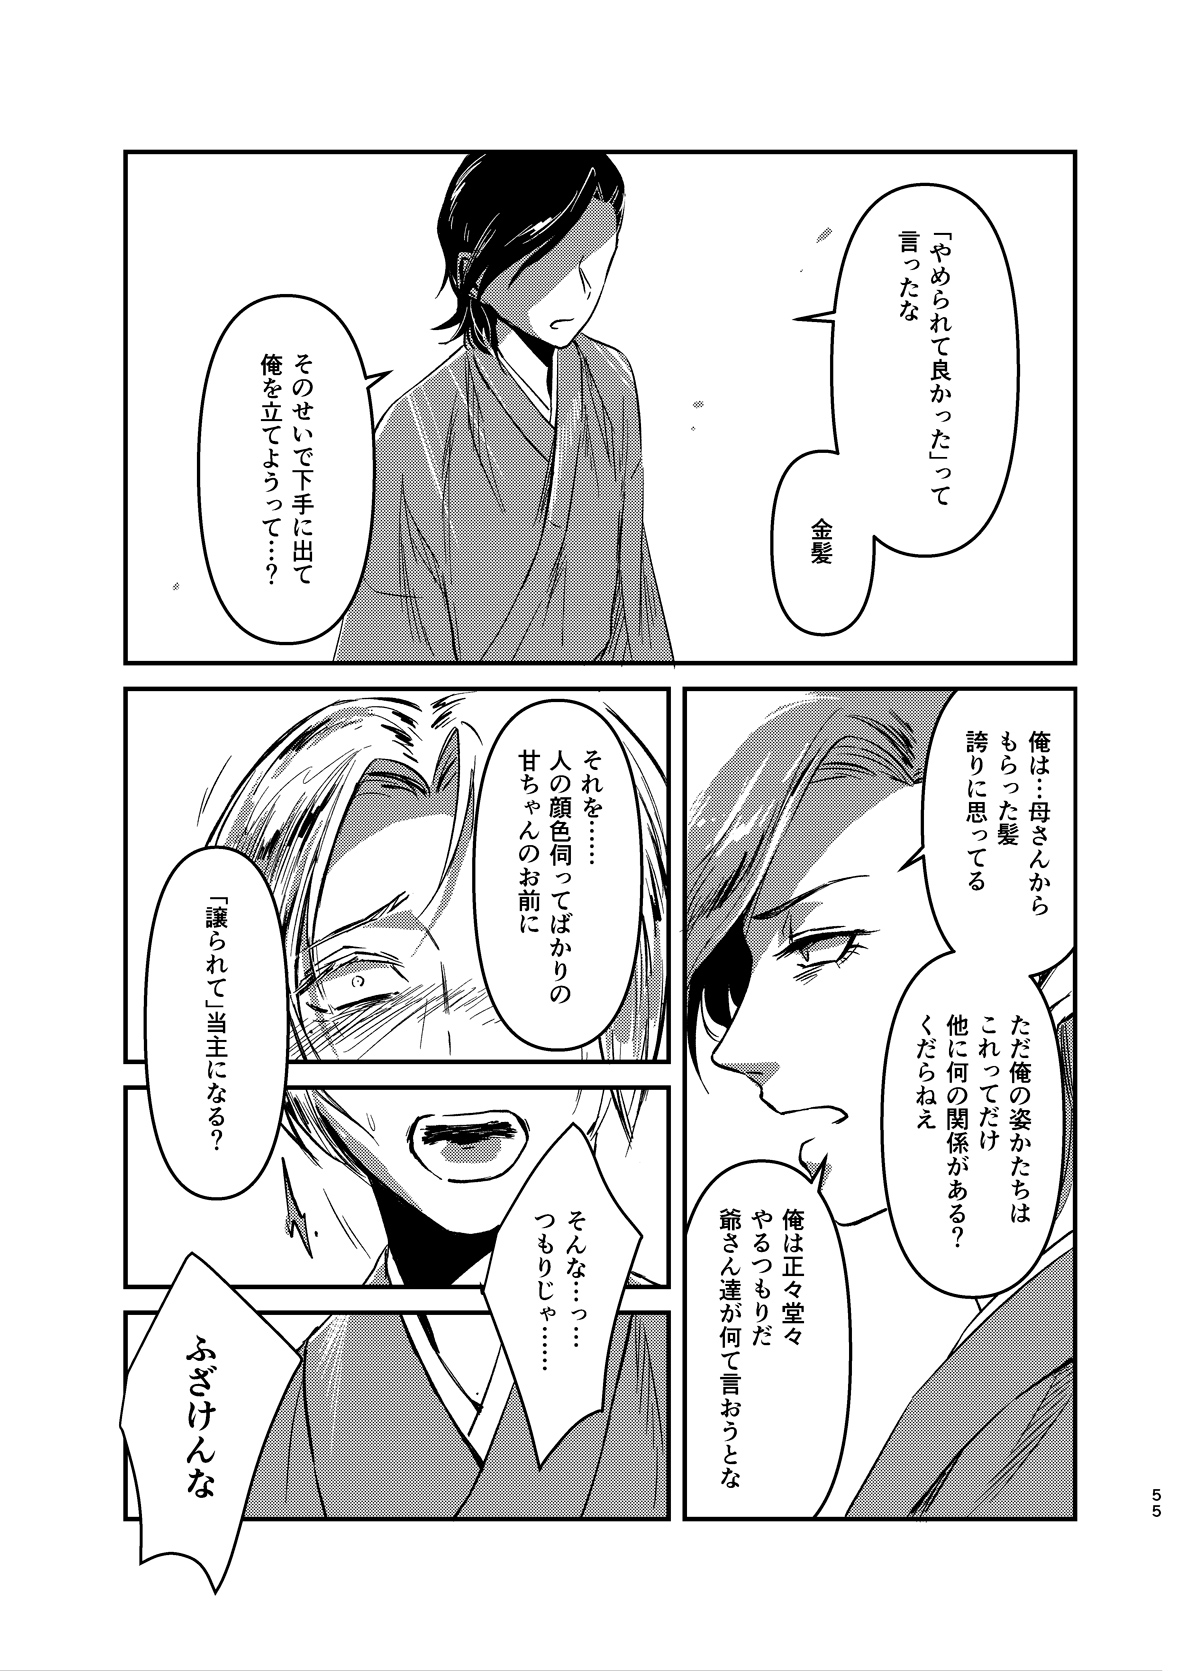 「やめられて良かった」って
言ったな
金髪
そのせいで下手に出て
俺を立てようって…?
俺は…母さんから
もらった髪
誇りに思ってる
ただ俺の姿かたちは
これってだけ
他に何の関係がある?
くだらねえ
俺は正々堂々
やるつもりだ
爺さん達が何て言おうとな
それを……
人の顔色伺ってばかりの
甘ちゃんのお前に
「譲られて」当主になる?
そんな…っ…
つもりじゃ……
ふざけんな
55